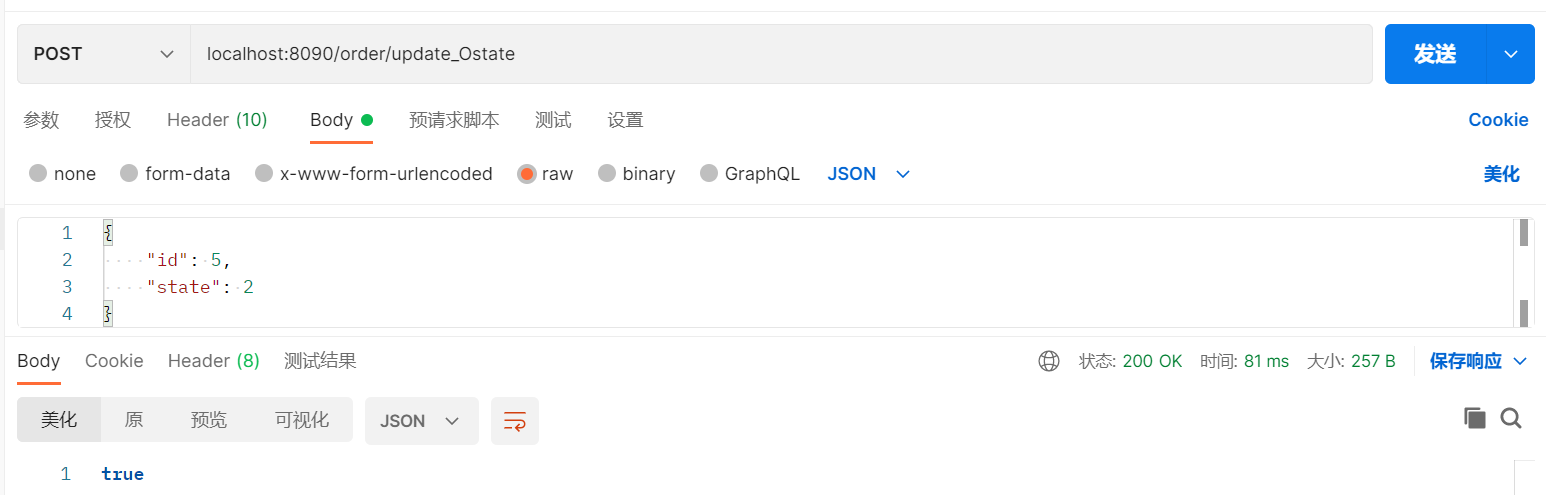 POST localhost:8090/order/update_Ostate 发送
参数 授权 Header (10) Body 预请求脚本 测试 设置 Cookie
none form-data x-www-form-urlencoded raw binary GraphQL JSON 美化
1 {
2 "id": 5,
3 "state": 2
4 }
Body Cookie Header (8) 测试结果 状态: 200 OK 时间: 81 ms 大小: 257 B 保存响应
美化 原 预览 可视化 JSON
1 true